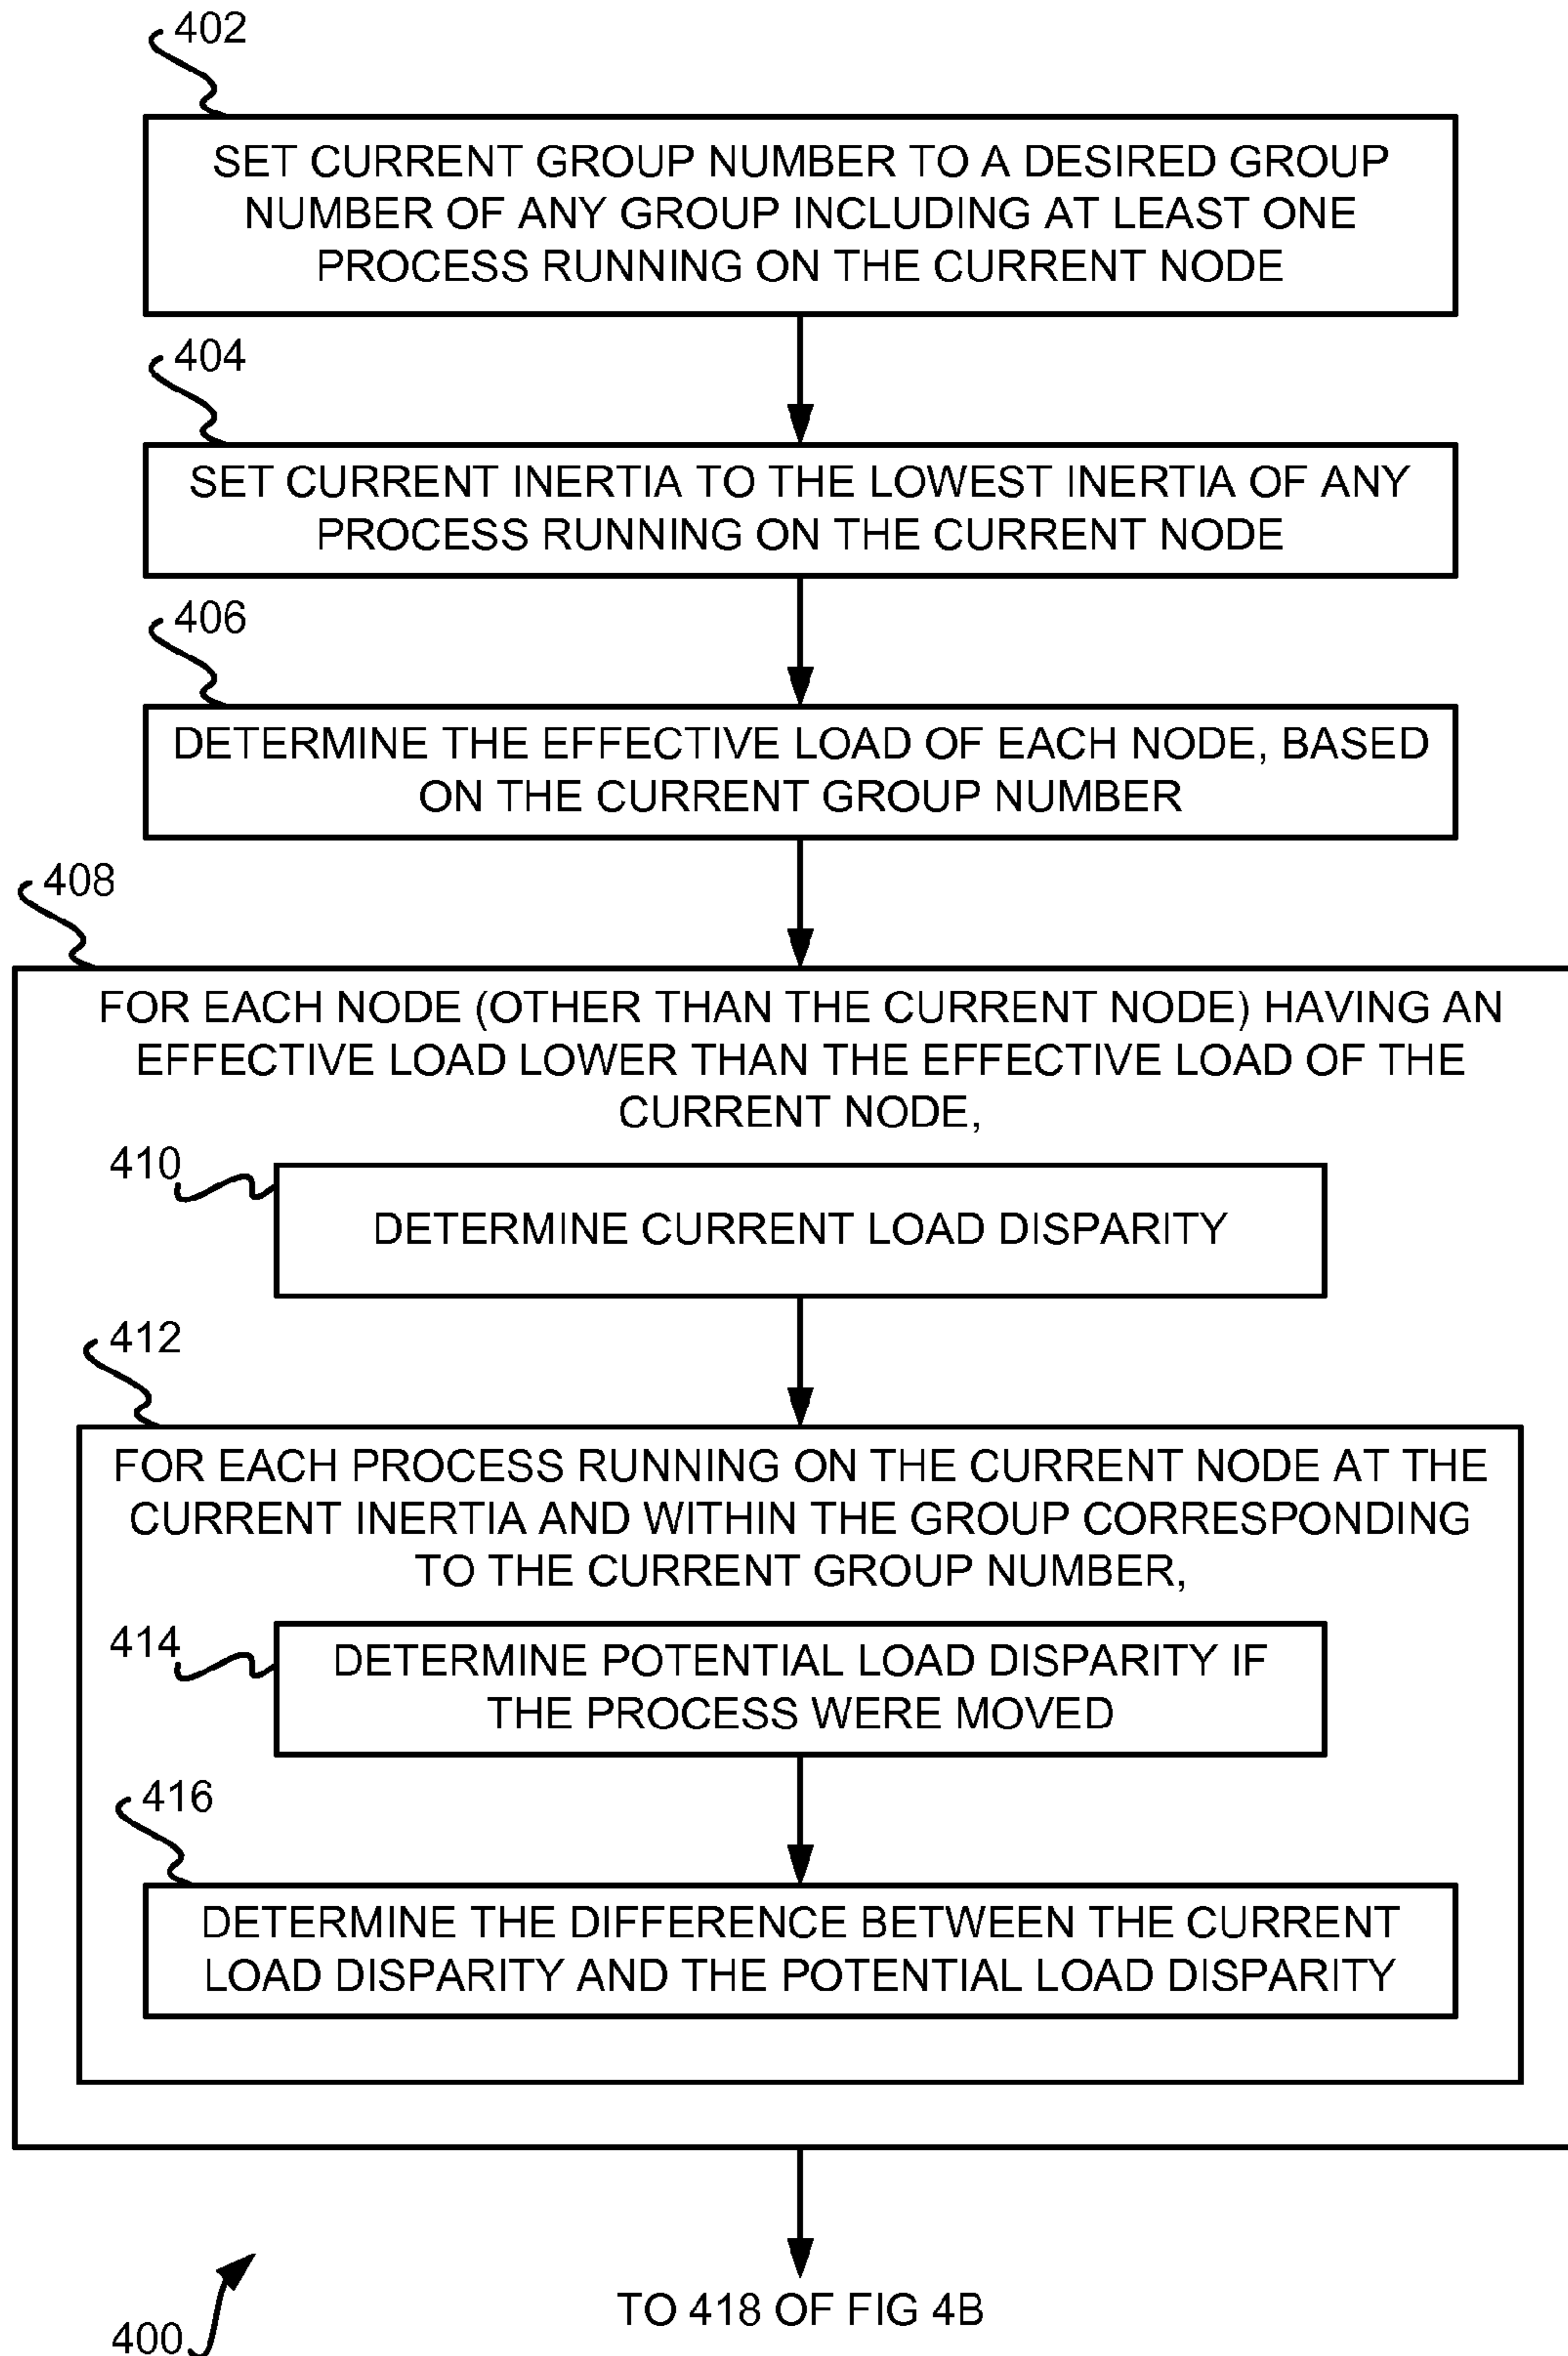 402
SET CURRENT GROUP NUMBER TO A DESIRED GROUP
NUMBER OF ANY GROUP INCLUDING AT LEAST ONE
PROCESS RUNNING ON THE CURRENT NODE
404
SET CURRENT INERTIA TO THE LOWEST INERTIA OF ANY
PROCESS RUNNING ON THE CURRENT NODE
406
DETERMINE THE EFFECTIVE LOAD OF EACH NODE, BASED
ON THE CURRENT GROUP NUMBER
408
FOR EACH NODE (OTHER THAN THE CURRENT NODE) HAVING AN
EFFECTIVE LOAD LOWER THAN THE EFFECTIVE LOAD OF THE
CURRENT NODE,
410
DETERMINE CURRENT LOAD DISPARITY
412
FOR EACH PROCESS RUNNING ON THE CURRENT NODE AT THE
CURRENT INERTIA AND WITHIN THE GROUP CORRESPONDING
TO THE CURRENT GROUP NUMBER,
414
DETERMINE POTENTIAL LOAD DISPARITY IF
THE PROCESS WERE MOVED
416
DETERMINE THE DIFFERENCE BETWEEN THE CURRENT
LOAD DISPARITY AND THE POTENTIAL LOAD DISPARITY
TO 418 OF FIG 4B
400